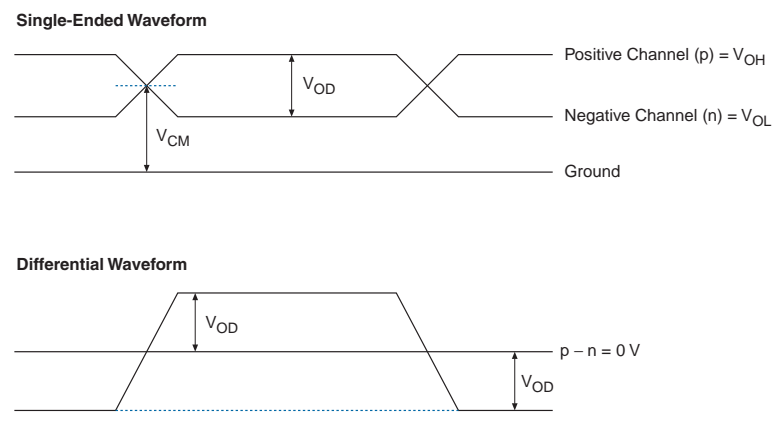 Single-Ended Waveform
Positive Channel (p) = VOH
VOD
Negative Channel (n) = VOL
VCM
Ground
Differential Waveform
VOD
p − n = 0 V
VOD